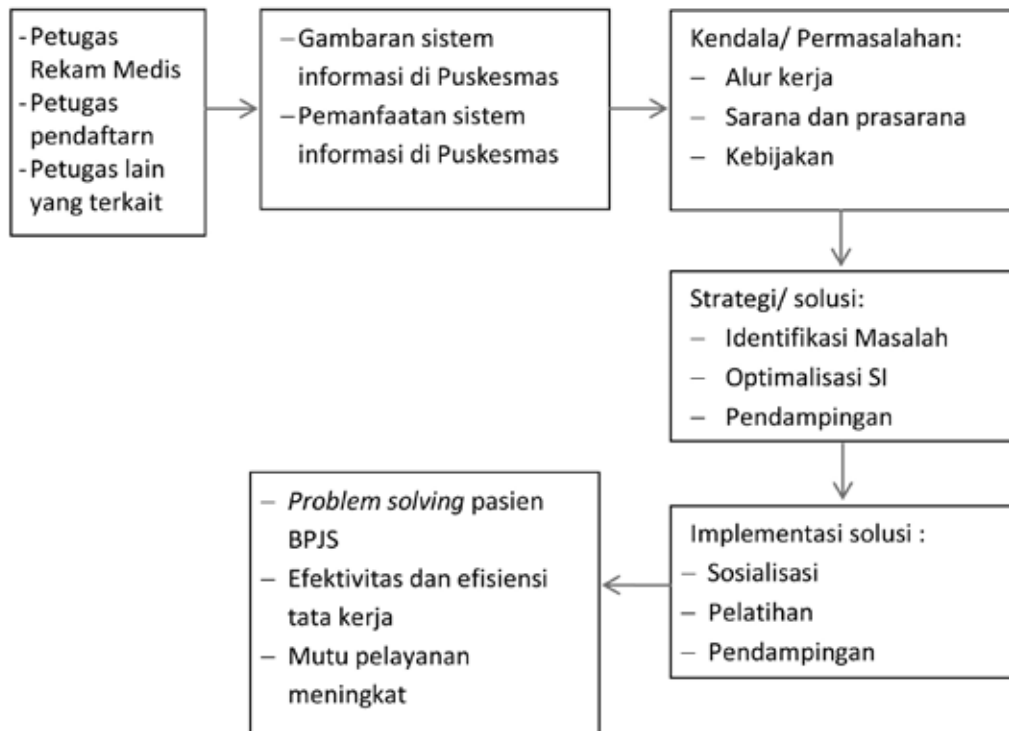 -Petugas
Rekam Medis
-Petugas
pendaftarn
-Petugas lain
yang terkait
–Gambaran sistem
informasi di Puskesmas
–Pemanfaatan sistem
informasi di Puskesmas
Kendala/ Permasalahan:
– Alur kerja
– Sarana dan prasarana
– Kebijakan
Strategi/ solusi:
– Identifikasi Masalah
– Optimalisasi SI
– Pendampingan
Implementasi solusi :
– Sosialisasi
– Pelatihan
– Pendampingan
– Problem solving pasien
BPJS
– Efektivitas dan efisiensi
tata kerja
– Mutu pelayanan
meningkat